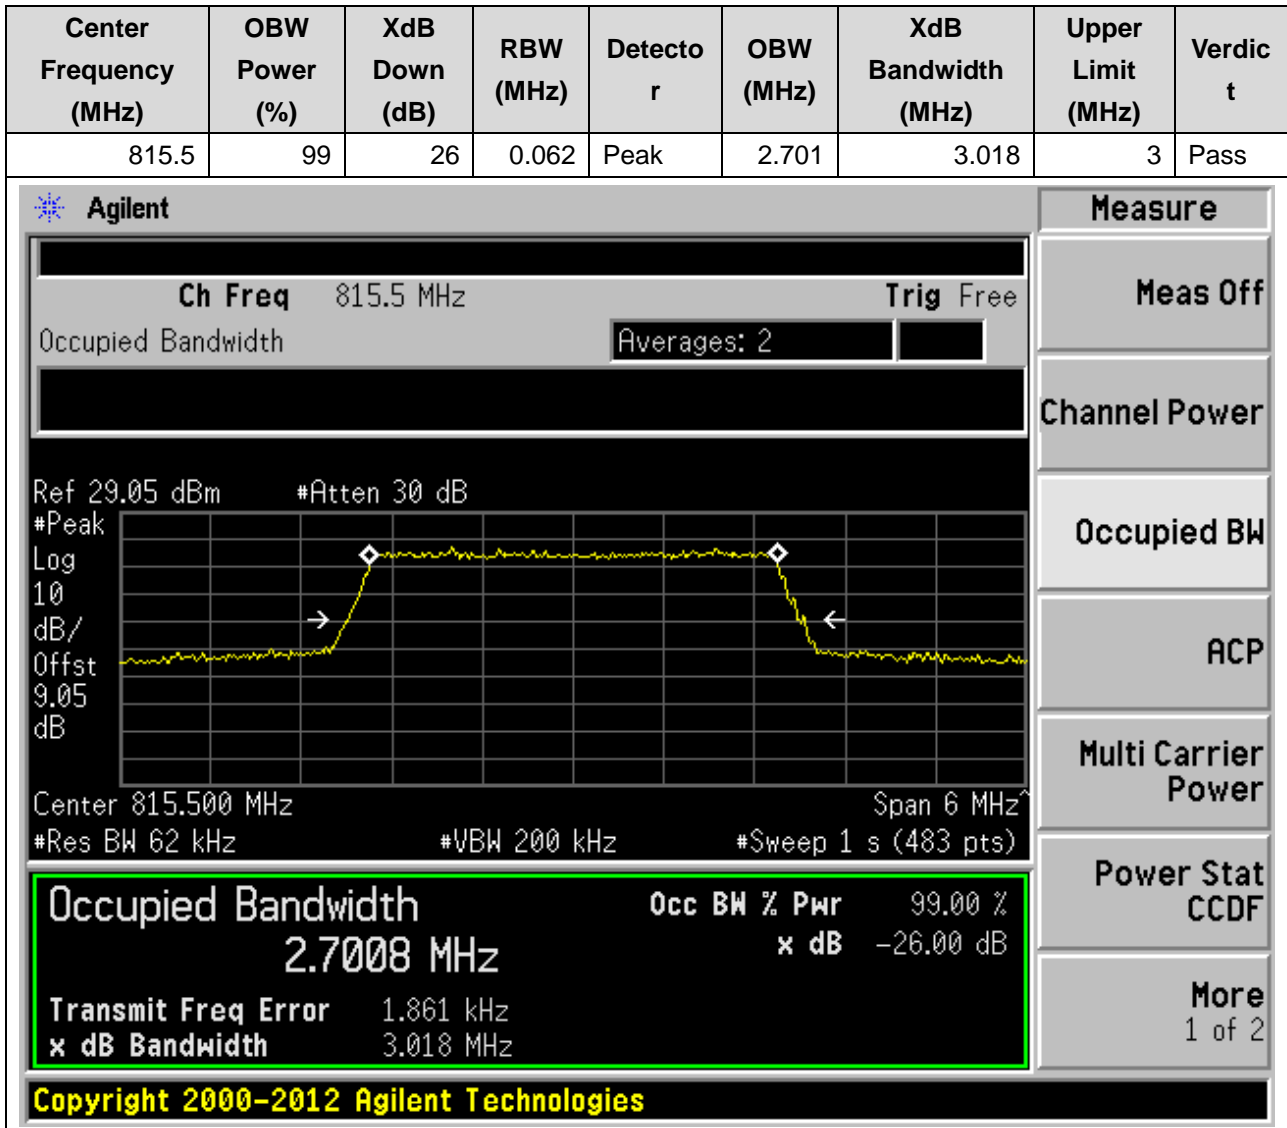 Center Frequency (MHz) OBW Power (%) XdB Down (dB) RBW (MHz) Detecto r OBW (MHz) XdB Bandwidth (MHz) Upper Limit (MHz) Verdic t
815.5 99 26 0.062 Peak 2.701 3.018 3 Pass
Agilent
Measure
Ch Freq 815.5 MHz Trig Free
Meas Off
Occupied Bandwidth Averages: 2
Channel Power
Ref 29.05 dBm #Atten 30 dB
#Peak
Log
10
dB/
Offst
9.05
dB
Occupied BW
ACP
Multi Carrier
Power
Center 815.500 MHz Span 6 MHz^
#Res BW 62 kHz #VBW 200 kHz #Sweep 1 s (483 pts)
Power Stat
CCDF
Occupied Bandwidth Occ BW % Pwr 99.00 %
2.7008 MHz x dB -26.00 dB
Transmit Freq Error 1.861 kHz
x dB Bandwidth 3.018 MHz
More
1 of 2
Copyright 2000-2012 Agilent Technologies